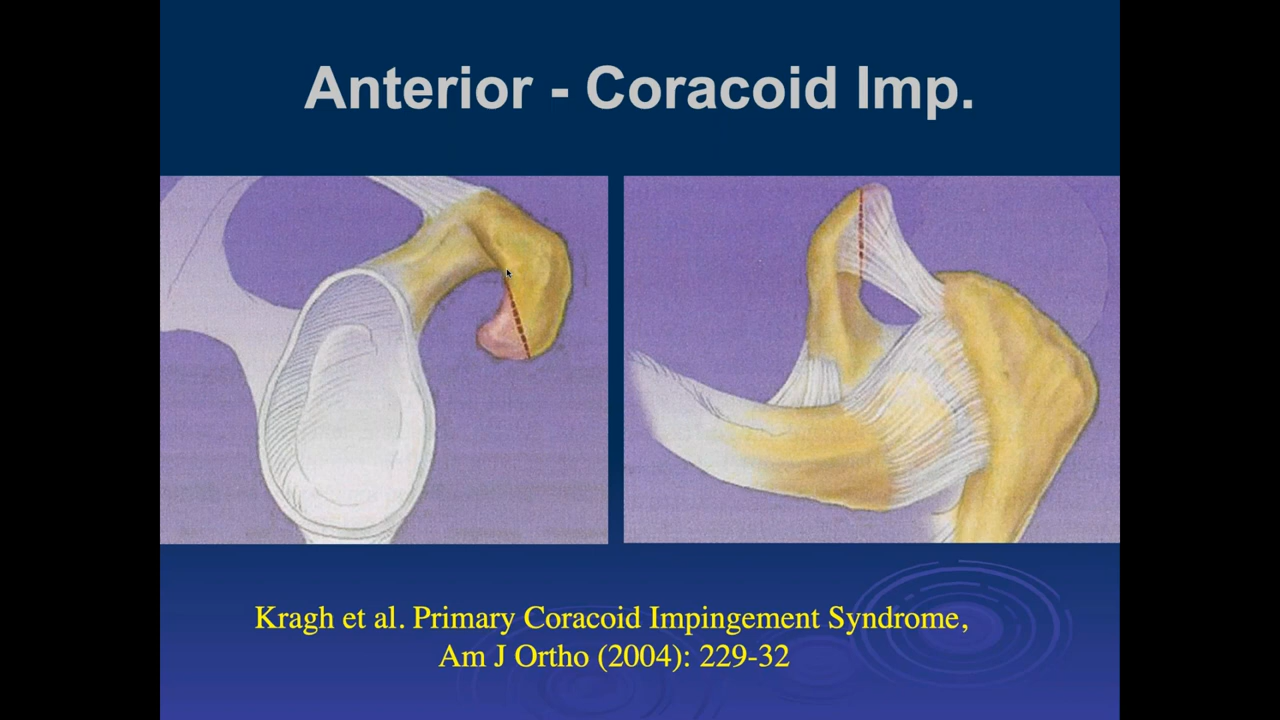 Anterior - Coracoid Imp.
Kragh et al. Primary Coracoid Impingement Syndrome,
Am J Ortho (2004): 229-32